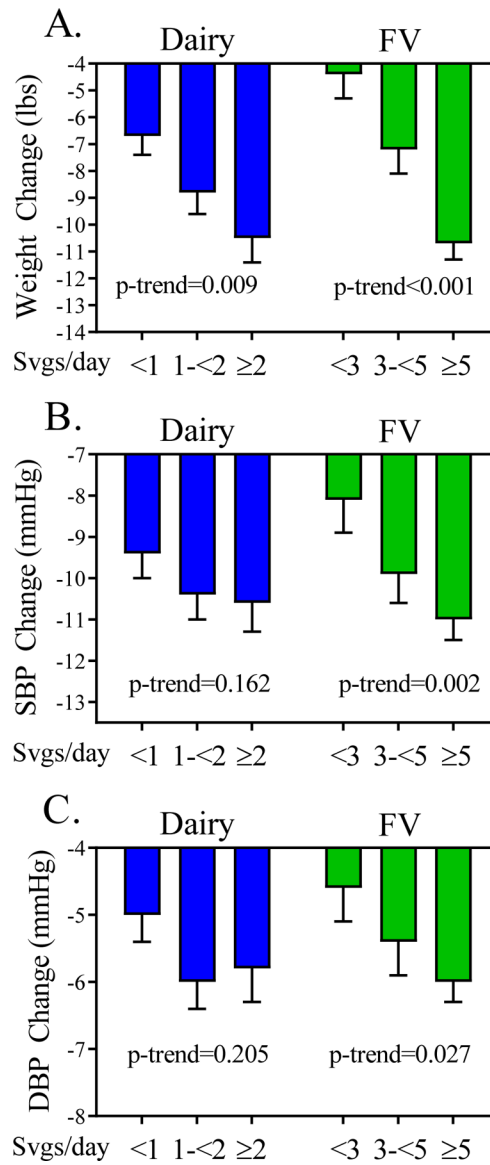 A.
Dairy FV
Weight Change (lbs)
-4
-5
-6
-7
-8
-9
-10
-11
-12
-13
-14
p-trend=0.009 p-trend<0.001
Svgs/day <1 1-<2 ≥2 <3 3-<5 ≥5
B.
Dairy FV
SBP Change (mmHg)
-7
-8
-9
-10
-11
-12
-13
p-trend=0.162 p-trend=0.002
Svgs/day <1 1-<2 ≥2 <3 3-<5 ≥5
C.
Dairy FV
DBP Change (mmHg)
-4
-5
-6
-7
-8
p-trend=0.205 p-trend=0.027
Svgs/day <1 1-<2 ≥2 <3 3-<5 ≥5